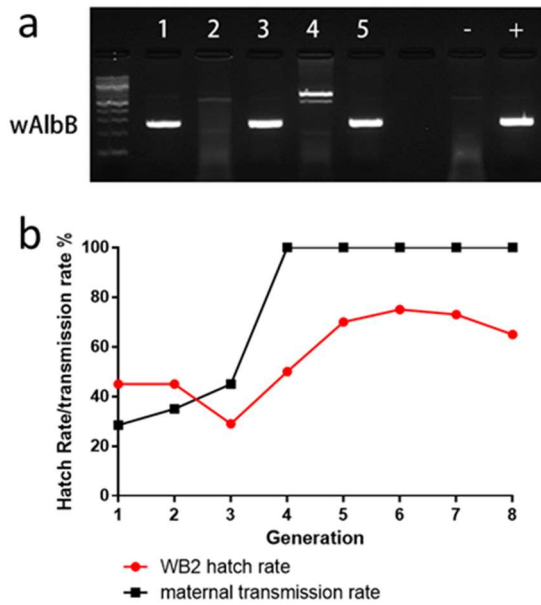 a
1 2 3 4 5 - +
wAlbB
b
Hatch Rate/transmission rate %
100
80
60
40
20
0
1 2 3 4 5 6 7 8
Generation
WB2 hatch rate
maternal transmission rate